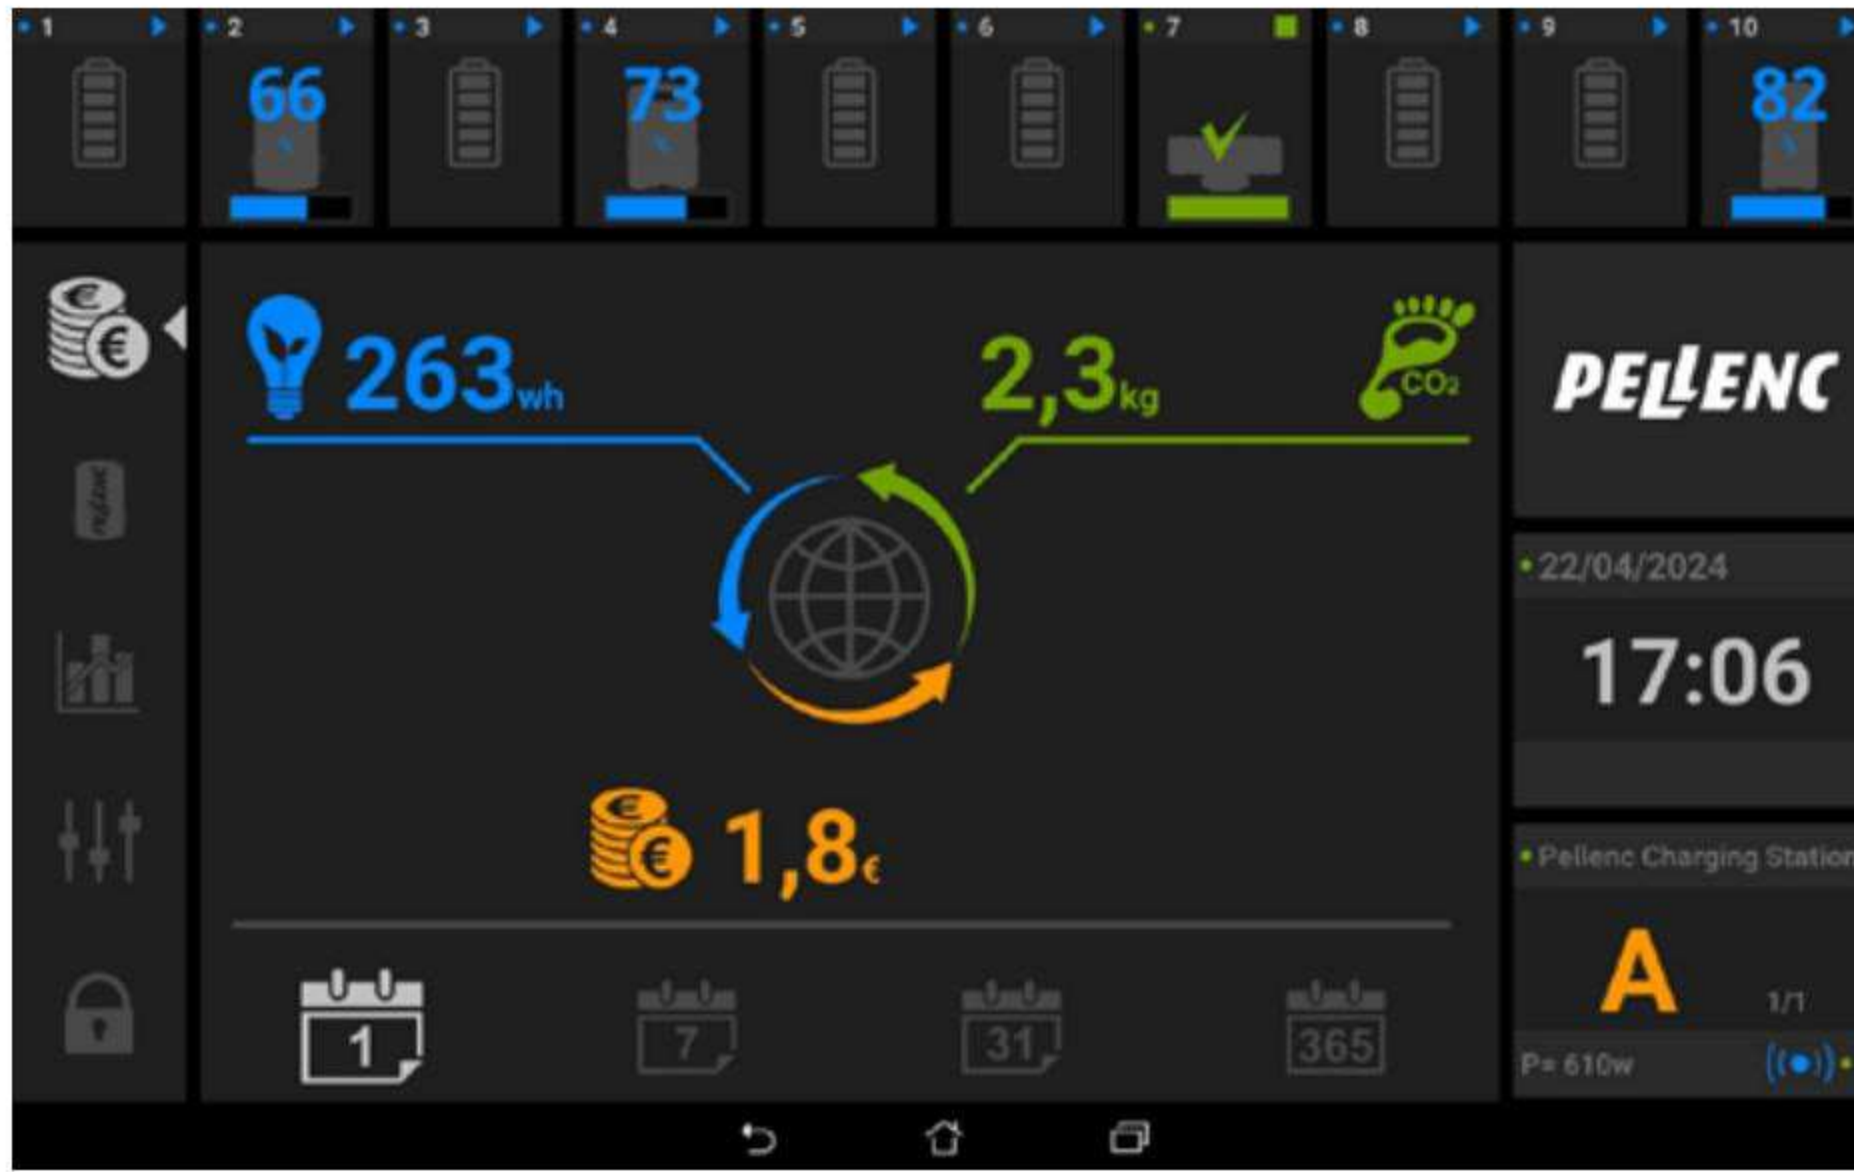 1 2 3 4 5 6 7 8 9 10
66 73 82
263wh
2,3kg
CO₂
PELLENC
PELLENC
22/04/2024
17:06
1,8€
Pellenc Charging Station
A
1/1
P= 610w
1 7 31 365